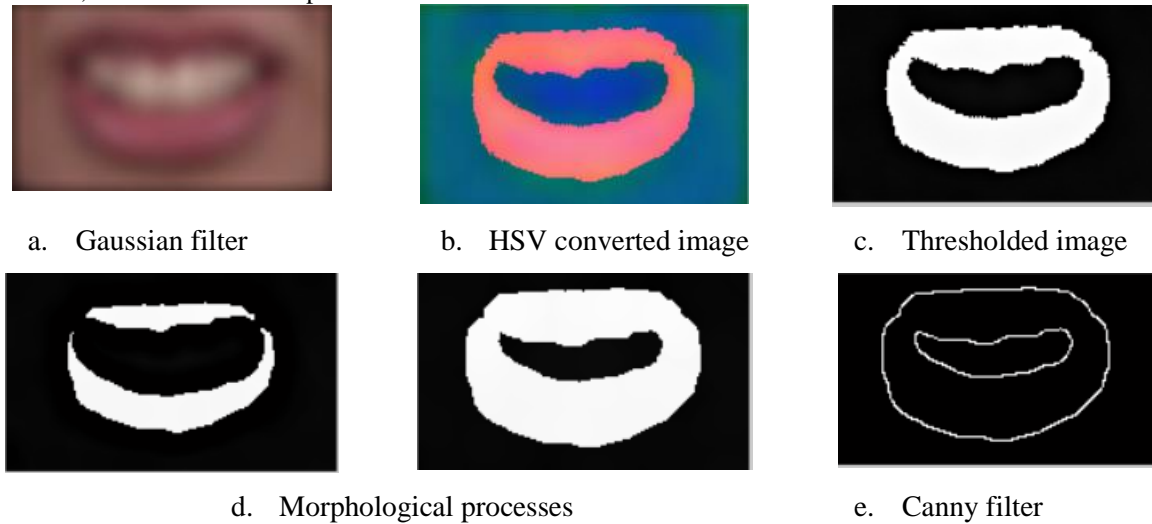 a. Gaussian filter
b. HSV converted image
c. Thresholded image
d. Morphological processes
e. Canny filter